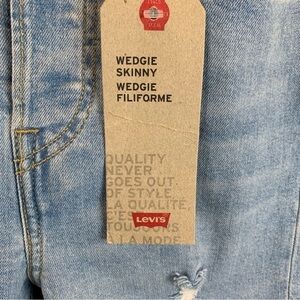 WEDGIE
SKINNY
WEDGIE
FILIFORME
QUALITY
NEVER
GOES OUT
OF STYLE.
LA QUALITÉ,
C'EST
TOUJOURS
À LA MODE.
Levi's